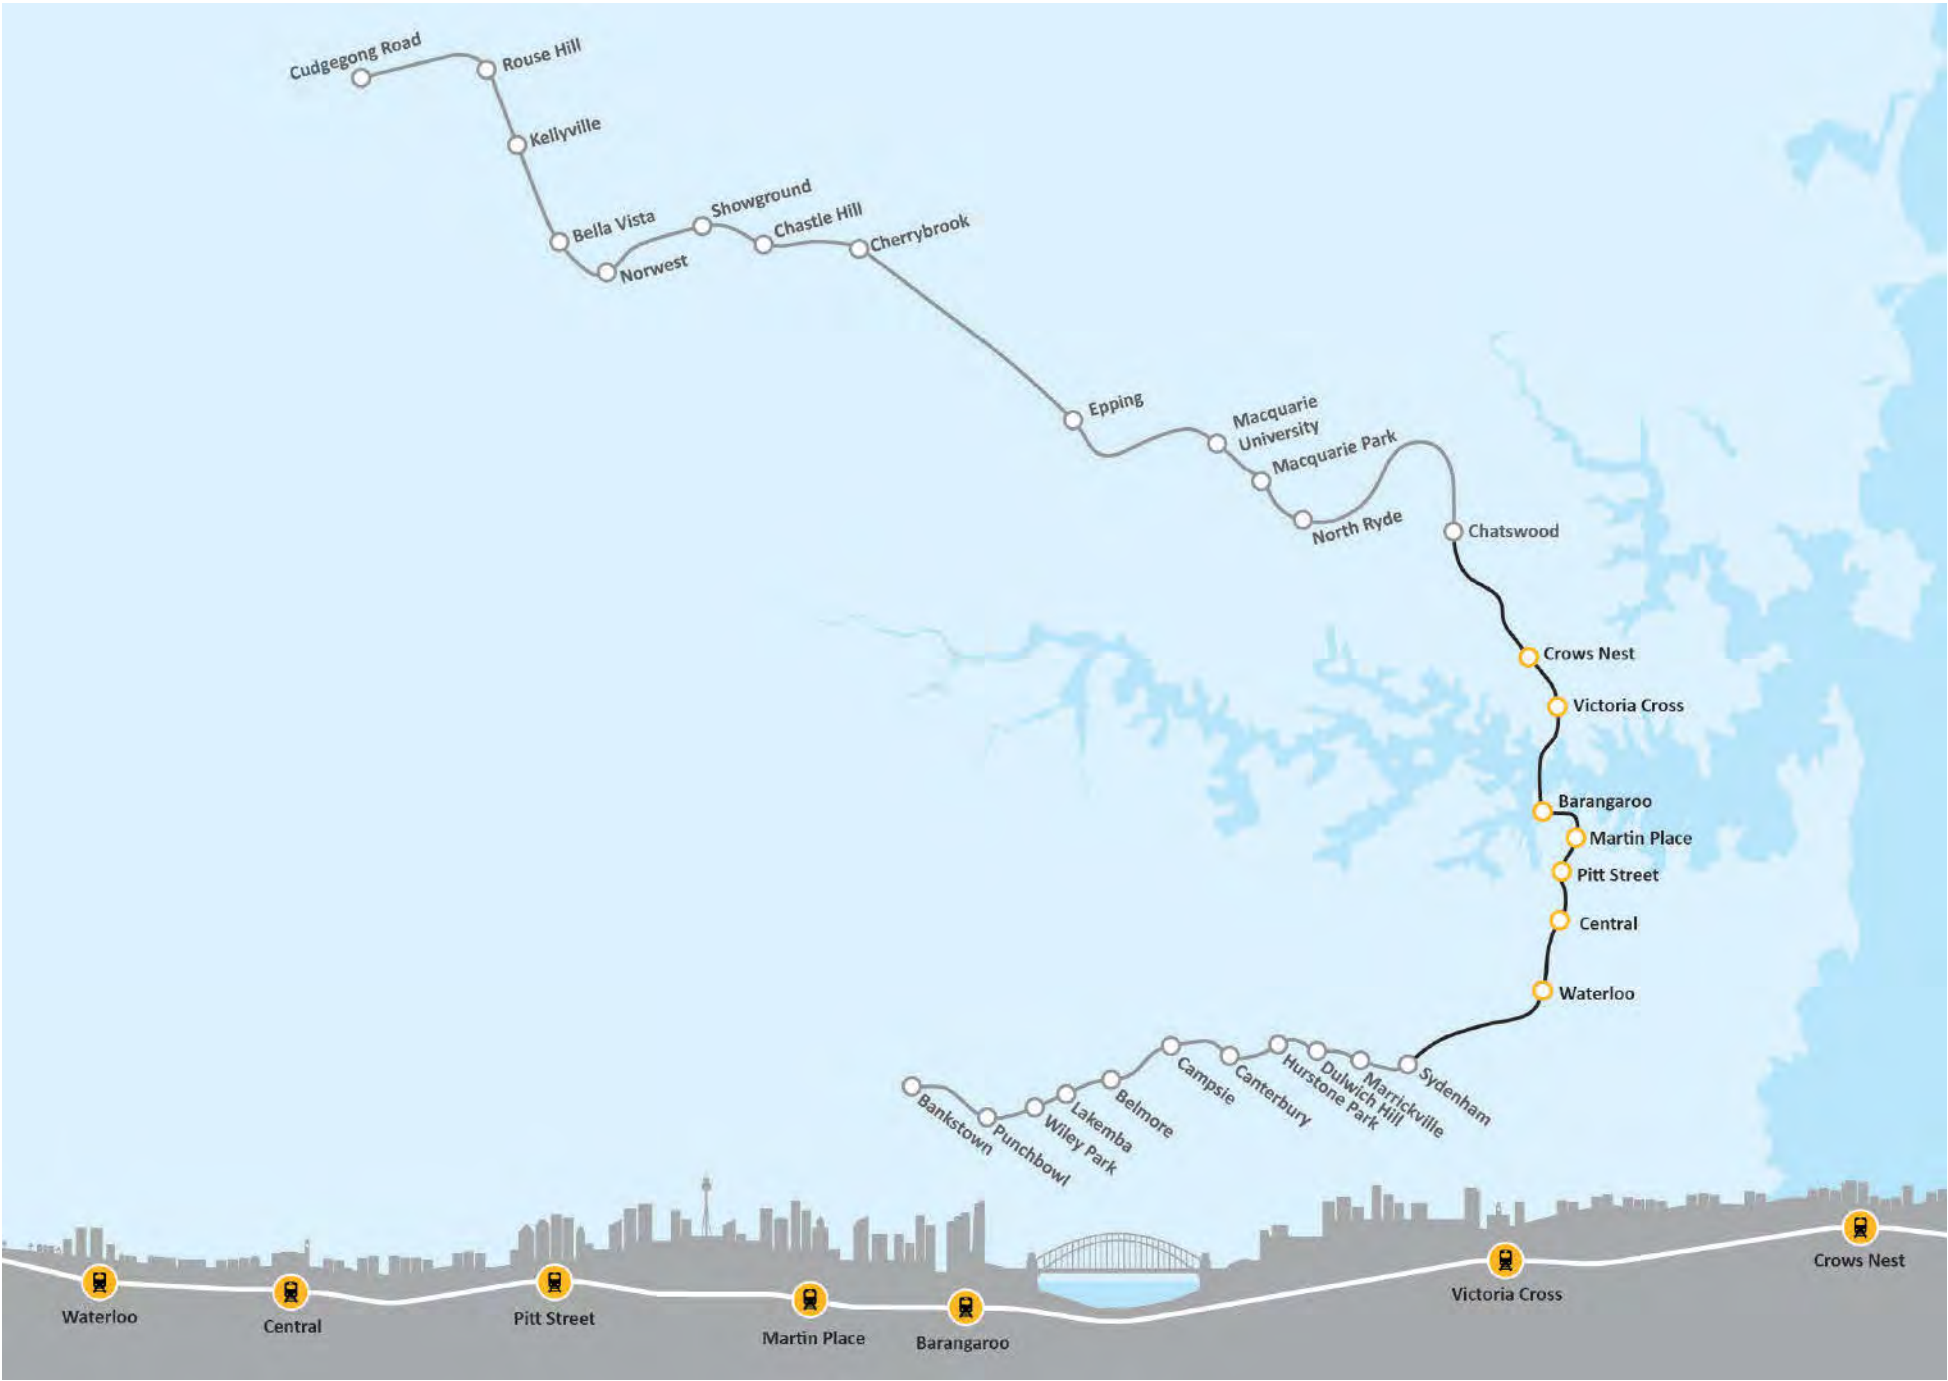 Cudgegong Road
Rouse Hill
Kellyville
Bella Vista
Norwest
Showground
Chastle Hill
Cherrybrook
Epping
Macquarie
University
Macquarie Park
North Ryde
Chatswood
Crows Nest
Victoria Cross
Barangaroo
Martin Place
Pitt Street
Central
Waterloo
Sydenham
Marrickville
Dulwich Hill
Hurstone Park
Canterbury
Campsie
Belmore
Lakemba
Wiley Park
Punchbowl
Bankstown
Waterloo
Central
Pitt Street
Martin Place
Barangaroo
Victoria Cross
Crows Nest